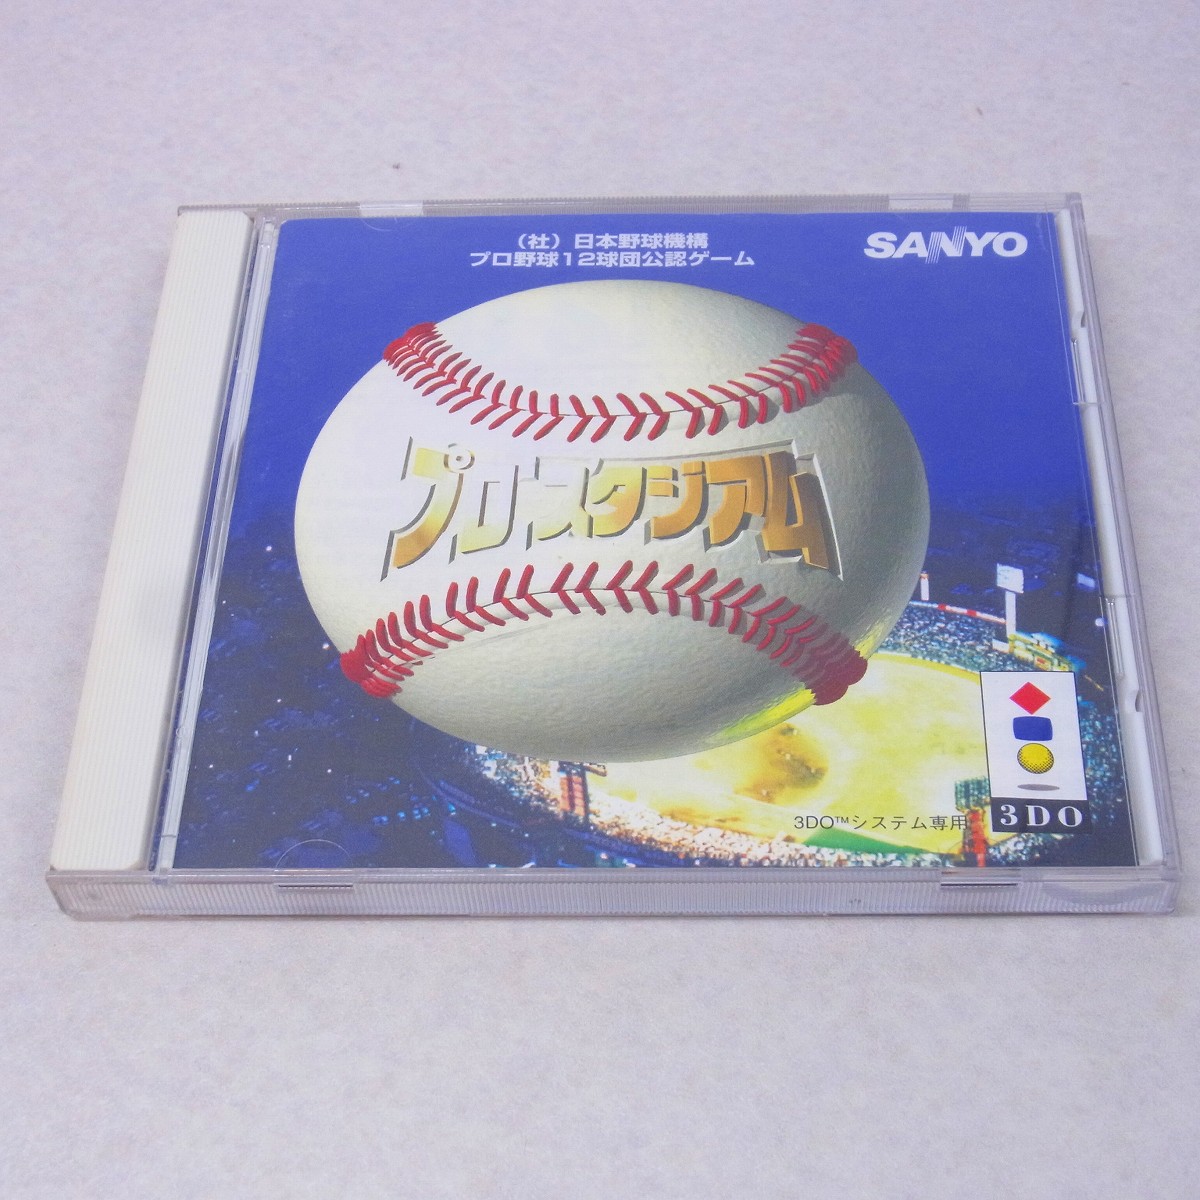 （社）日本野球機構
プロ野球12球団公認ゲーム
SANYO
プロスタジアム
3DO™システム専用
3DO